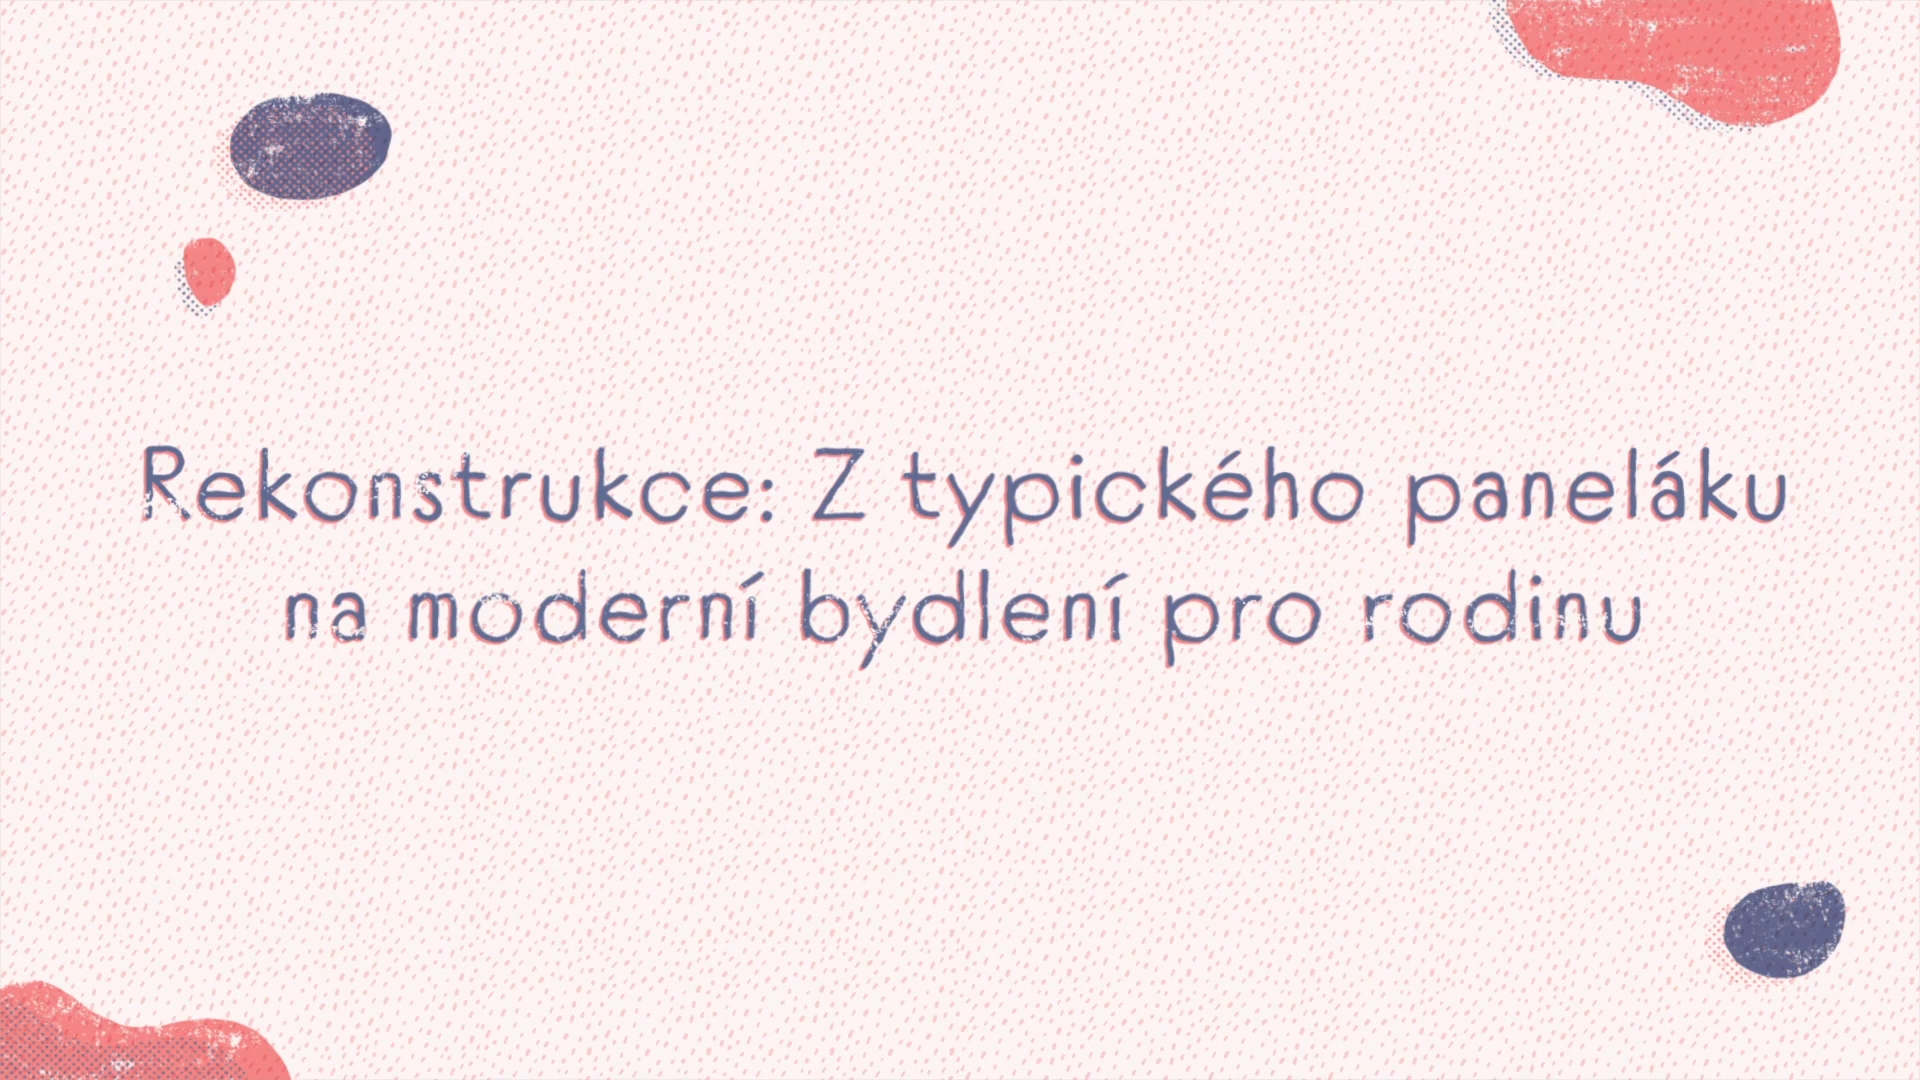 Rekonstrukce: Z typického paneláku
na moderní bydlení pro rodinu